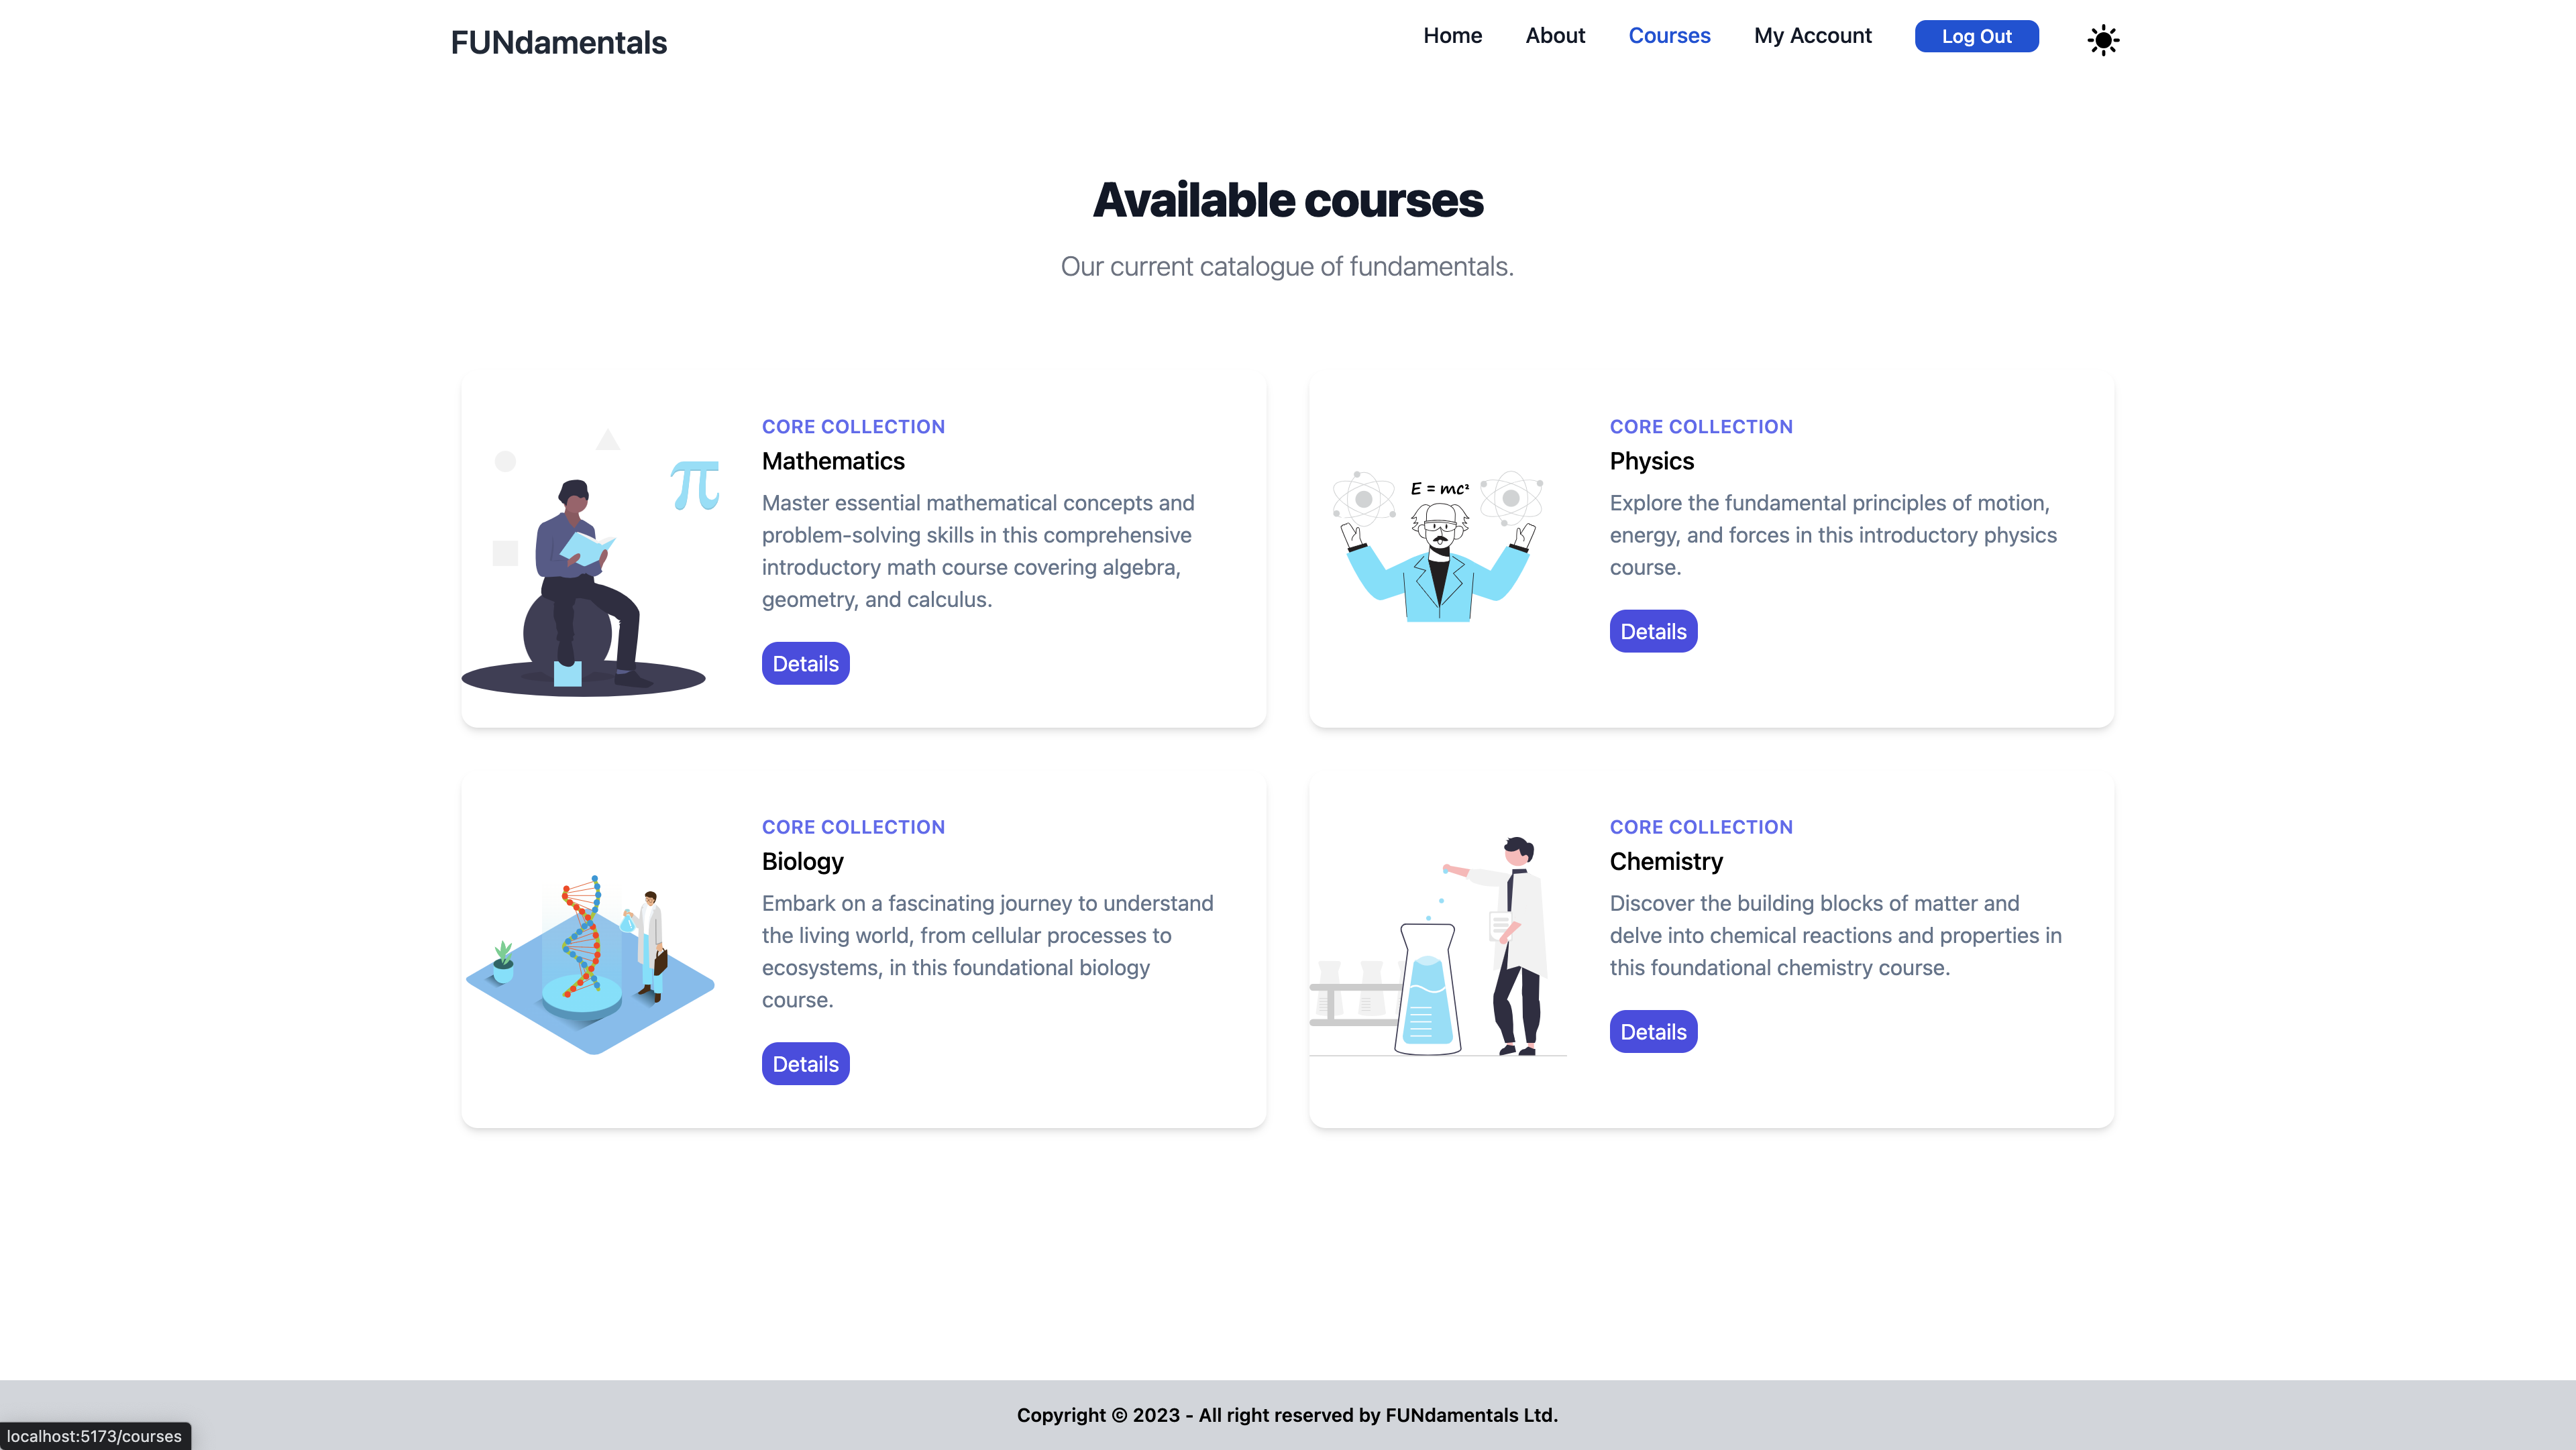 FUNdamentals
Home About Courses My Account Log Out
Available courses
Our current catalogue of fundamentals.
π
CORE COLLECTION
Mathematics
Master essential mathematical concepts and
problem-solving skills in this comprehensive
introductory math course covering algebra,
geometry, and calculus.
Details
E = mc²
CORE COLLECTION
Physics
Explore the fundamental principles of motion,
energy, and forces in this introductory physics
course.
Details
CORE COLLECTION
Biology
Embark on a fascinating journey to understand
the living world, from cellular processes to
ecosystems, in this foundational biology
course.
Details
CORE COLLECTION
Chemistry
Discover the building blocks of matter and
delve into chemical reactions and properties in
this foundational chemistry course.
Details
Copyright © 2023 - All right reserved by FUNdamentals Ltd.
localhost:5173/courses